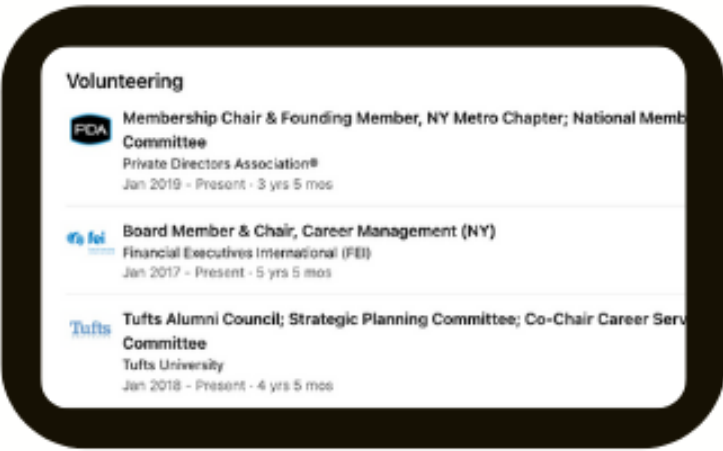 Volunteering
PDA
Membership Chair & Founding Member, NY Metro Chapter; National Memb
Committee
Private Directors Association®
Jan 2019 - Present · 3 yrs 5 mos
fei
Board Member & Chair, Career Management (NY)
Financial Executives International (FEI)
Jan 2017 - Present · 5 yrs 5 mos
Tufts
Tufts Alumni Council; Strategic Planning Committee; Co-Chair Career Serv
Committee
Tufts University
Jan 2018 - Present · 4 yrs 5 mos